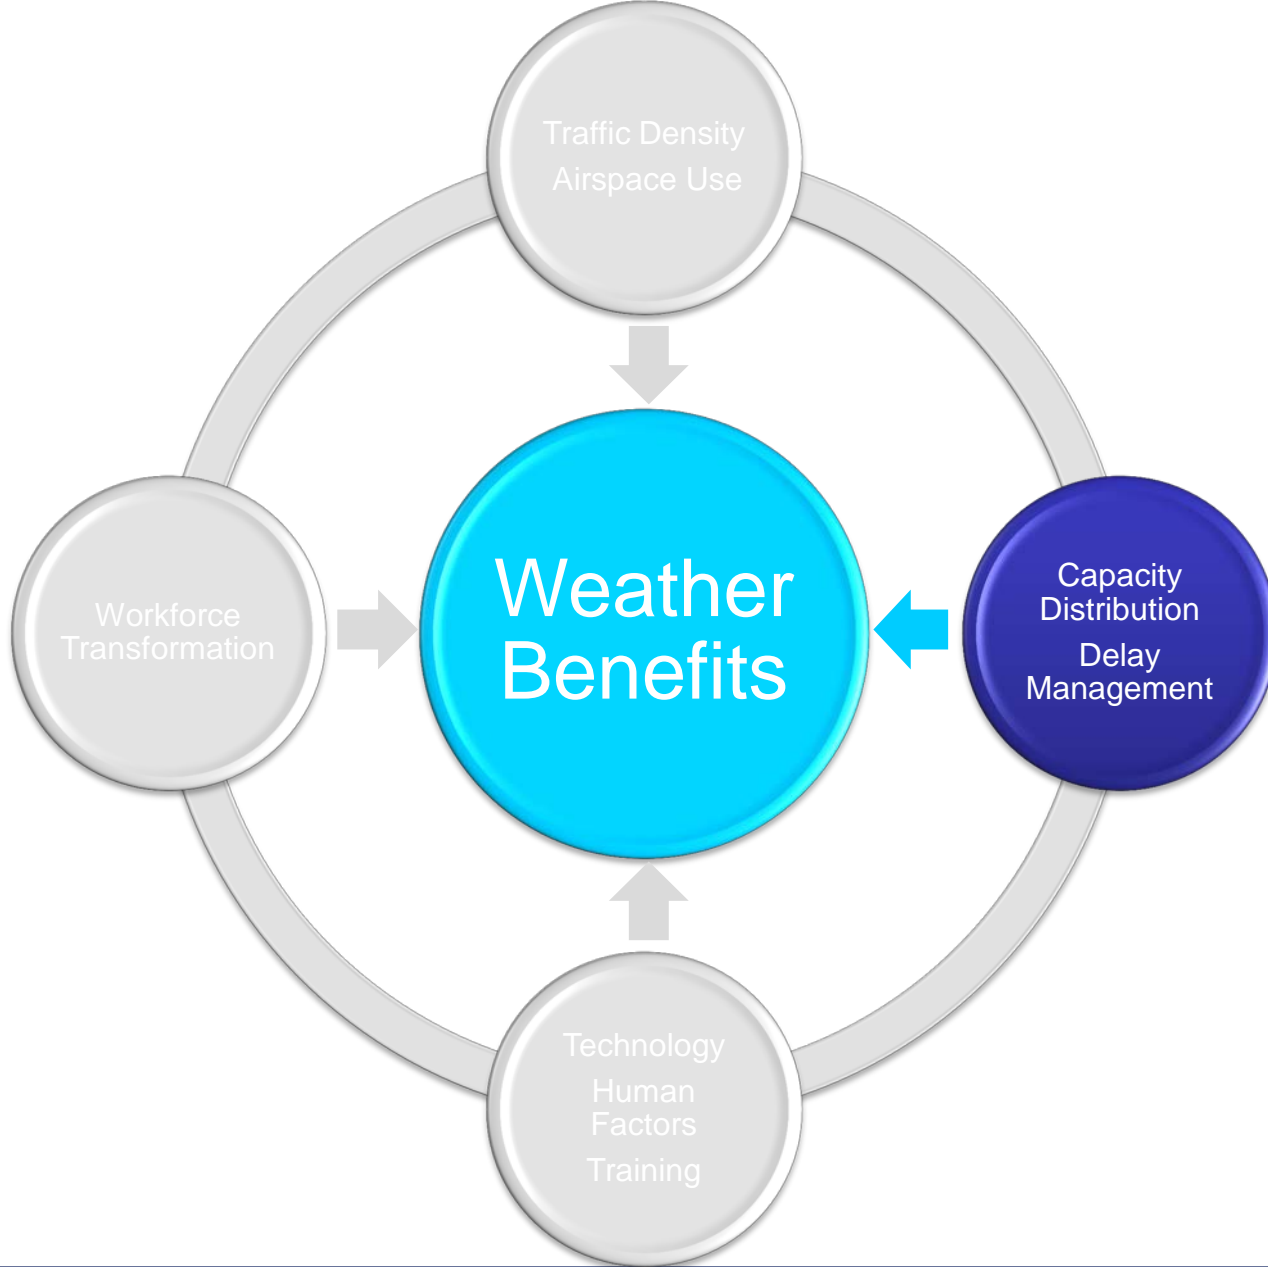 Traffic Density
Airspace Use
Workforce
Transformation
Weather
Benefits
Capacity
Distribution
Delay
Management
Technology
Human
Factors
Training